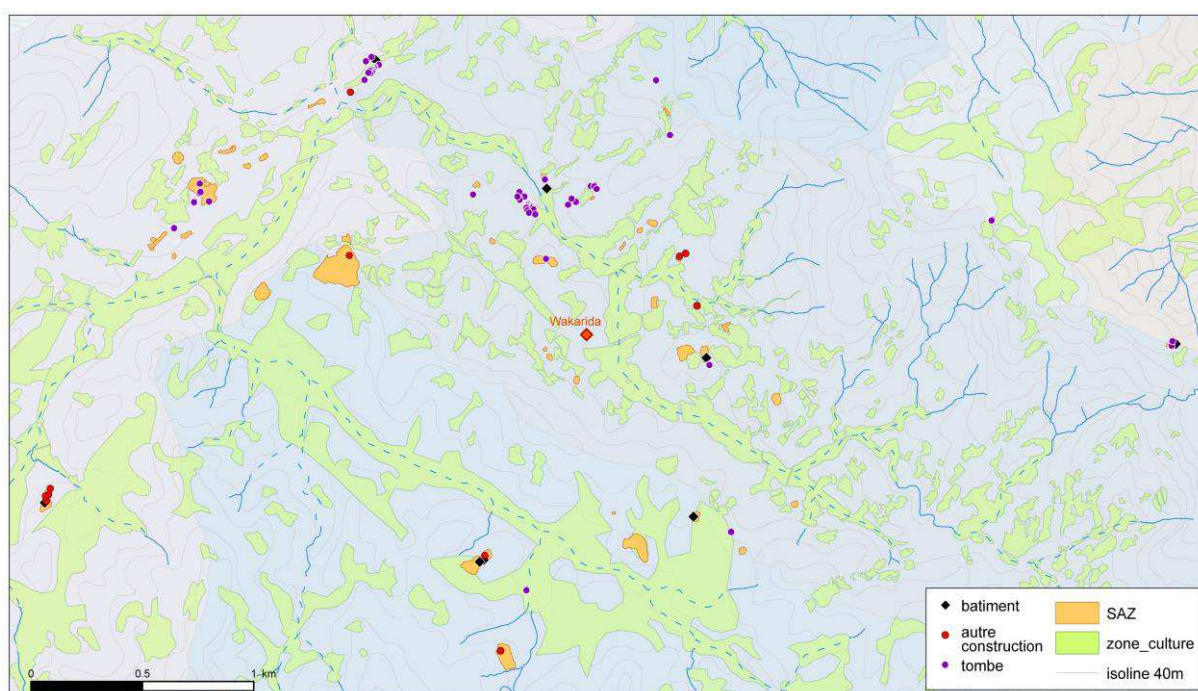 Wakarida
batiment
autre
construction
tombe
SAZ
zone_culture
isoline 40m
0 0.5 1 km